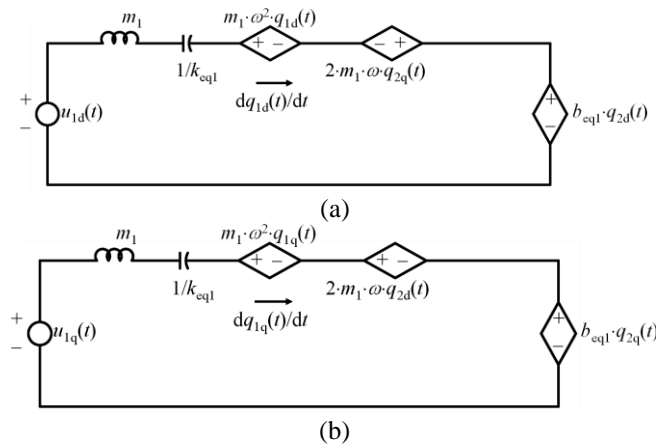 m₁ m₁·ω²·q₁d(t)
+ − − +
1/kₑq₁ 2·m₁·ω·q₂q(t)
+ − u₁d(t) dq₁d(t)/dt + − bₑq₁·q₂d(t)
(a)
m₁ m₁·ω²·q₁q(t)
+ − + −
1/kₑq₁ 2·m₁·ω·q₂d(t)
+ − u₁q(t) dq₁q(t)/dt + − bₑq₁·q₂q(t)
(b)